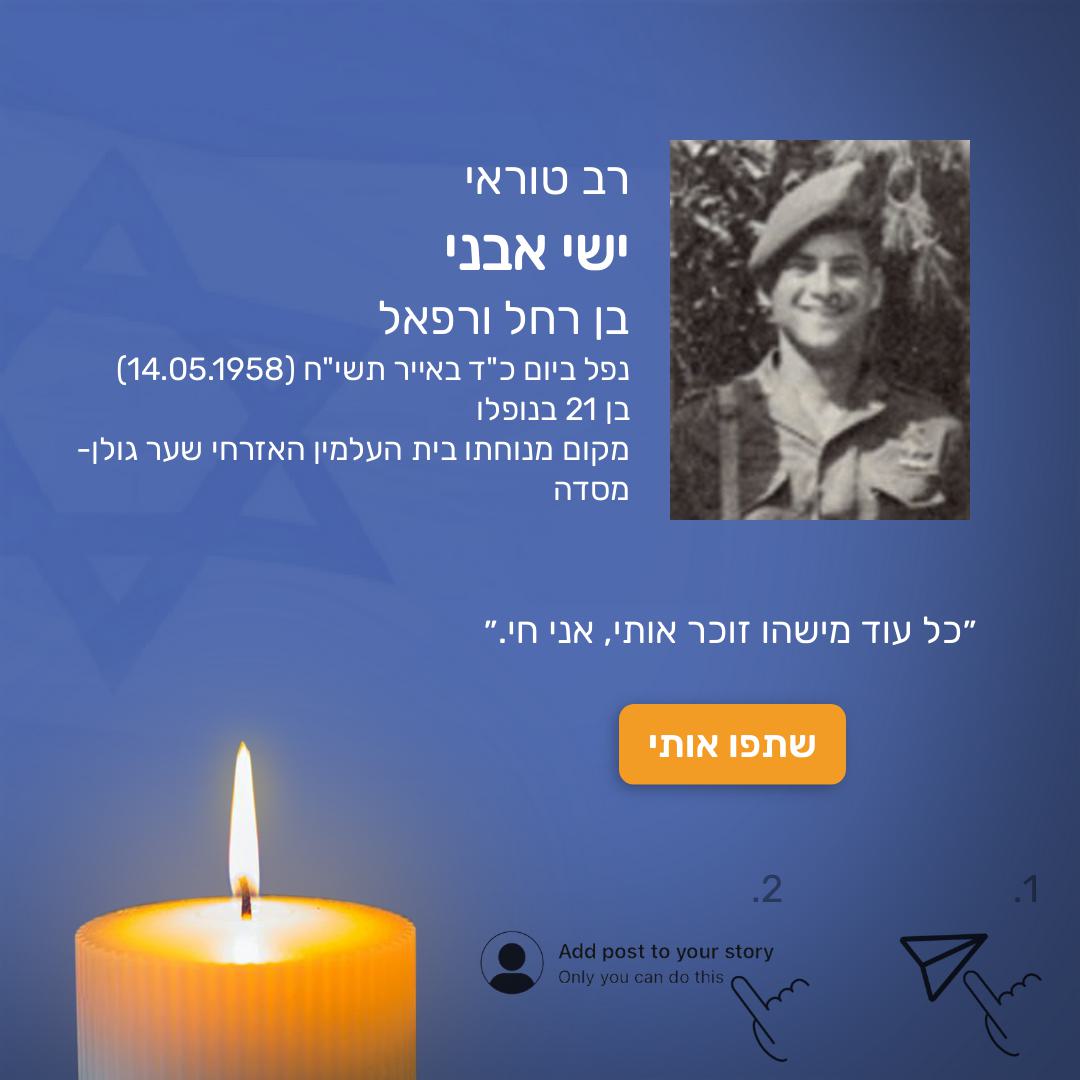 רב טוראי
ישי אבני
בן רחל ורפאל
נפל ביום כ"ד באייר תשי"ח (14.05.1958)
בן 21 בנופלו
מקום מנוחתו בית העלמין האזרחי שער גולן-
מסדה
״כל עוד מישהו זוכר אותי, אני חי.״
שתפו אותי
1.
2.
Add post to your story
Only you can do this